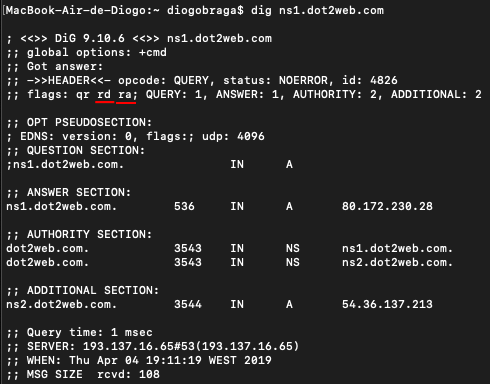 [MacBook-Air-de-Diogo:~ diogobraga$ dig ns1.dot2web.com
; <<>> DiG 9.10.6 <<>> ns1.dot2web.com
;; global options: +cmd
;; Got answer:
;; ->>HEADER<<- opcode: QUERY, status: NOERROR, id: 4826
;; flags: qr rd ra; QUERY: 1, ANSWER: 1, AUTHORITY: 2, ADDITIONAL: 2
;; OPT PSEUDOSECTION:
; EDNS: version: 0, flags:; udp: 4096
;; QUESTION SECTION:
;ns1.dot2web.com. IN A
;; ANSWER SECTION:
ns1.dot2web.com. 536 IN A 80.172.230.28
;; AUTHORITY SECTION:
dot2web.com. 3543 IN NS ns1.dot2web.com.
dot2web.com. 3543 IN NS ns2.dot2web.com.
;; ADDITIONAL SECTION:
ns2.dot2web.com. 3544 IN A 54.36.137.213
;; Query time: 1 msec
;; SERVER: 193.137.16.65#53(193.137.16.65)
;; WHEN: Thu Apr 04 19:11:19 WEST 2019
;; MSG SIZE rcvd: 108